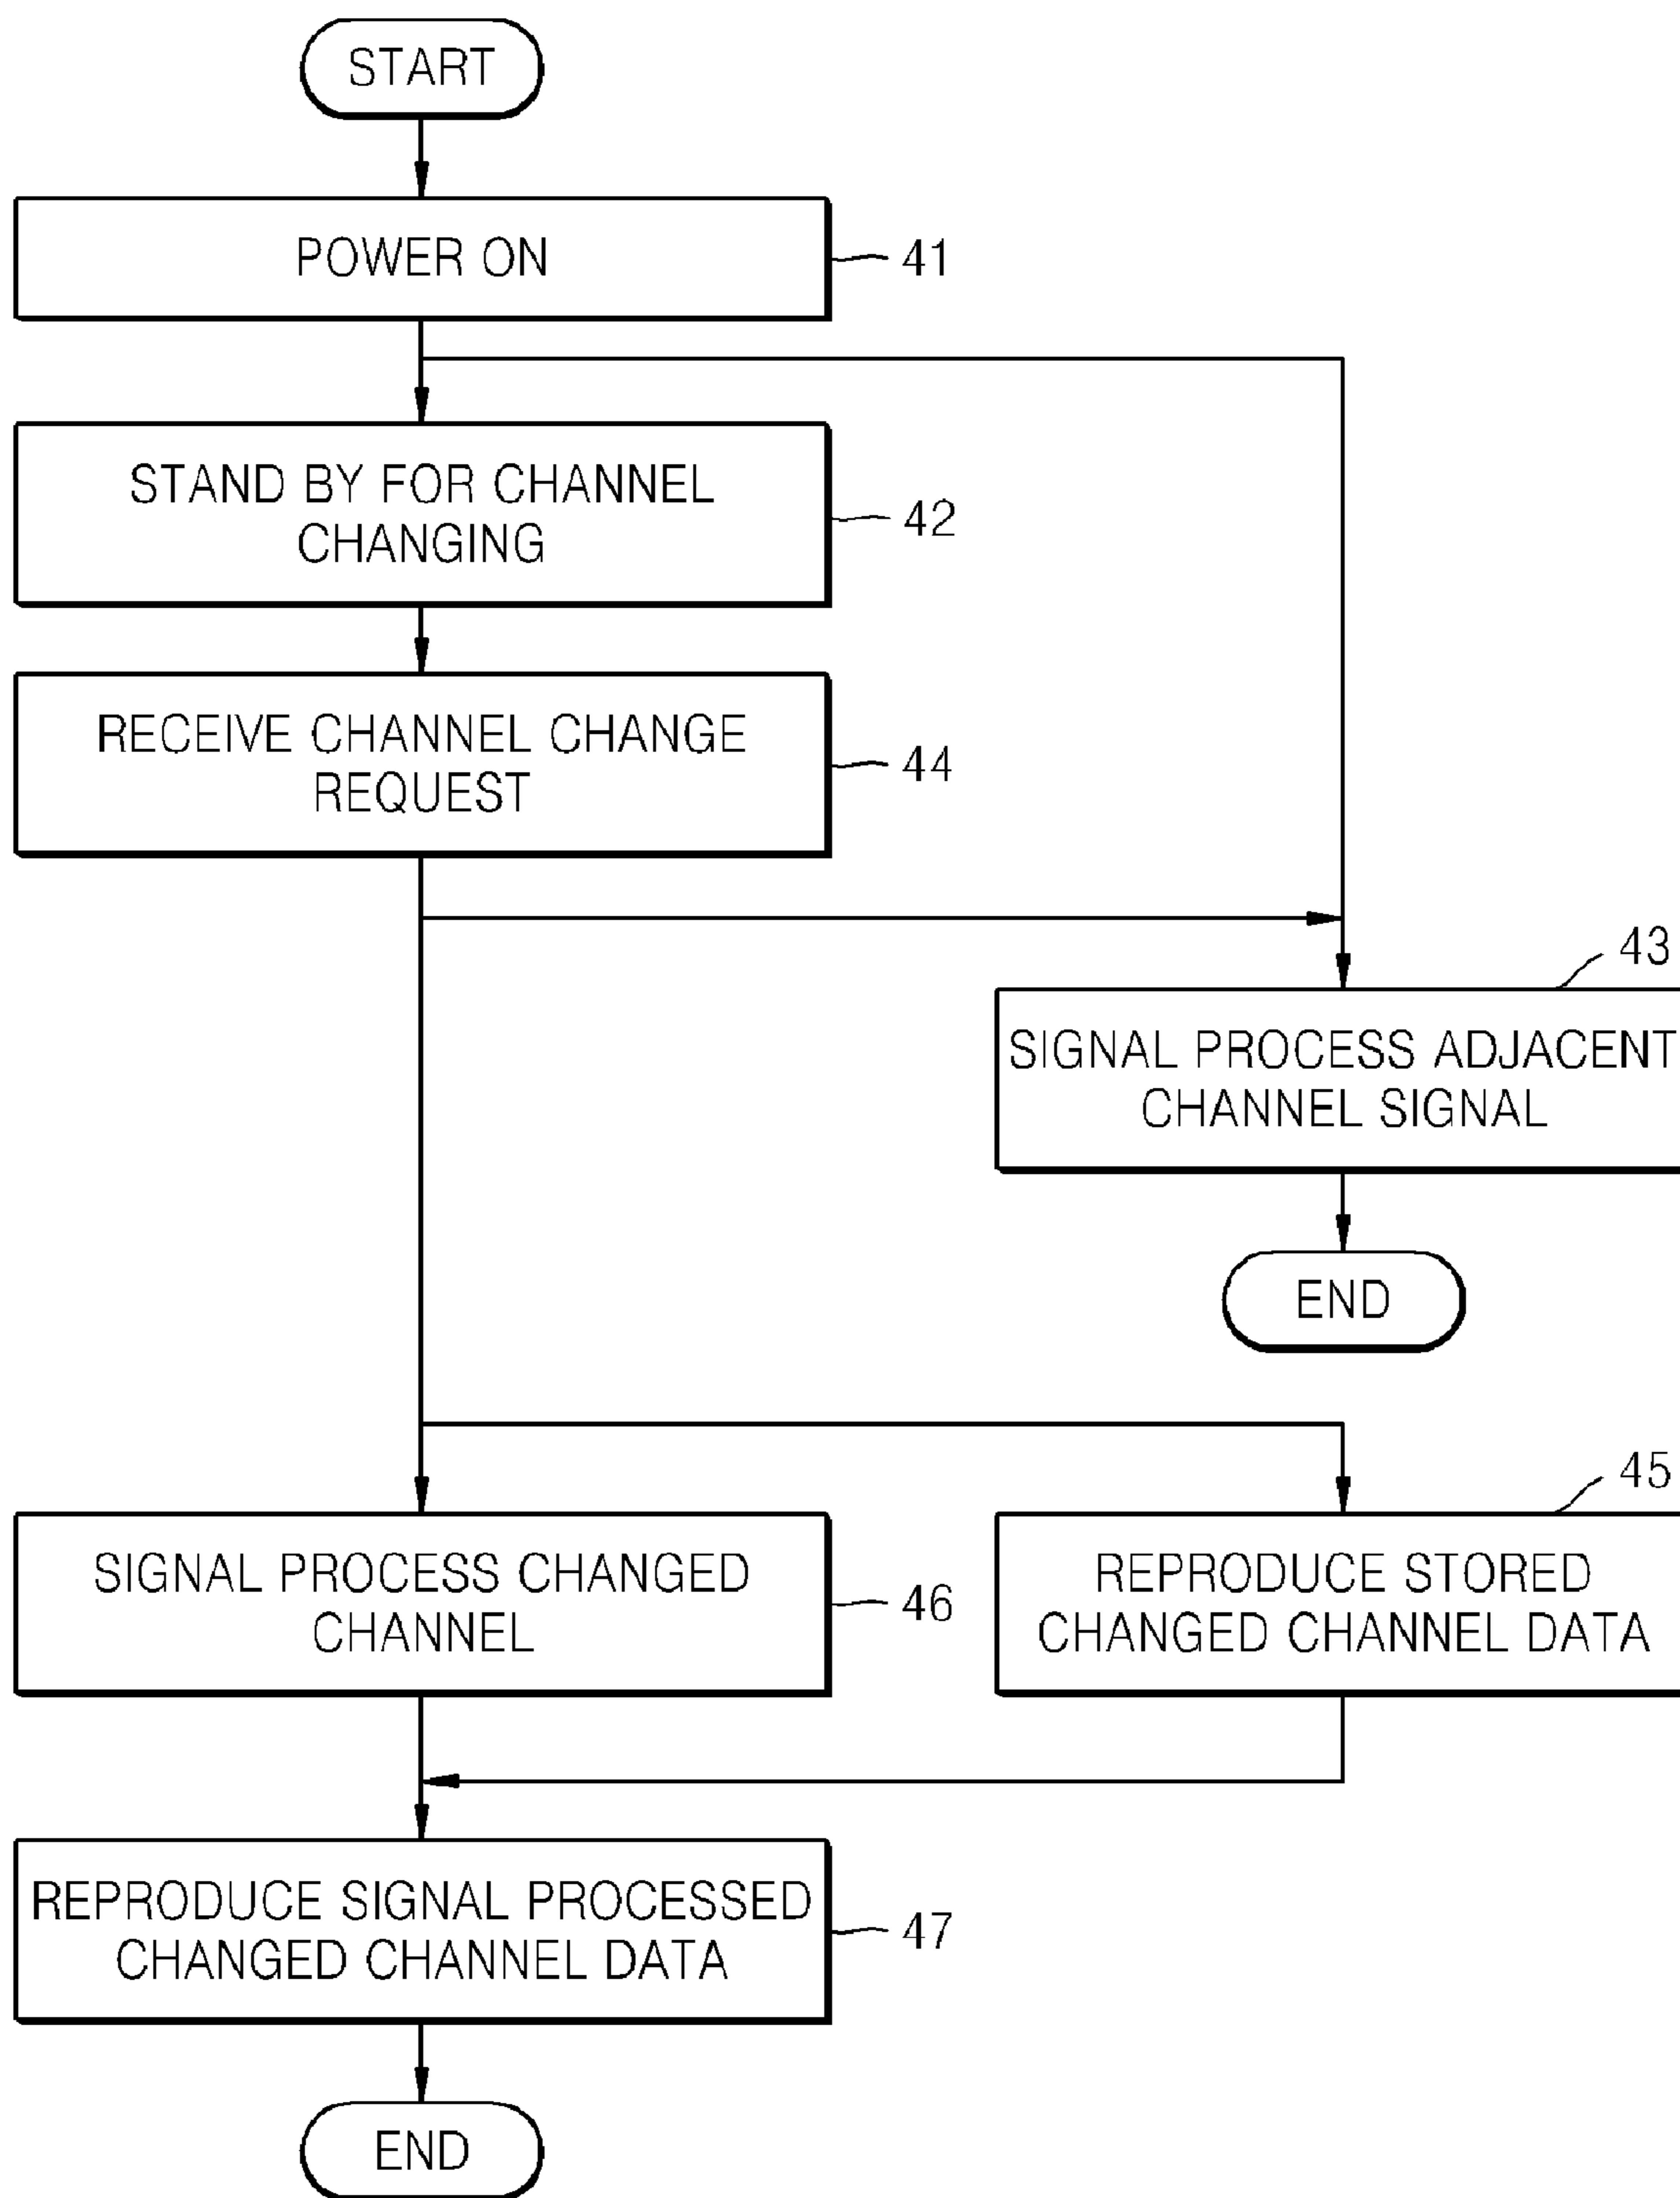 START
POWER ON
41
STAND BY FOR CHANNEL
CHANGING
42
RECEIVE CHANNEL CHANGE
REQUEST
44
43
SIGNAL PROCESS ADJACENT
CHANNEL SIGNAL
END
SIGNAL PROCESS CHANGED
CHANNEL
46
45
REPRODUCE STORED
CHANGED CHANNEL DATA
REPRODUCE SIGNAL PROCESSED
CHANGED CHANNEL DATA
47
END